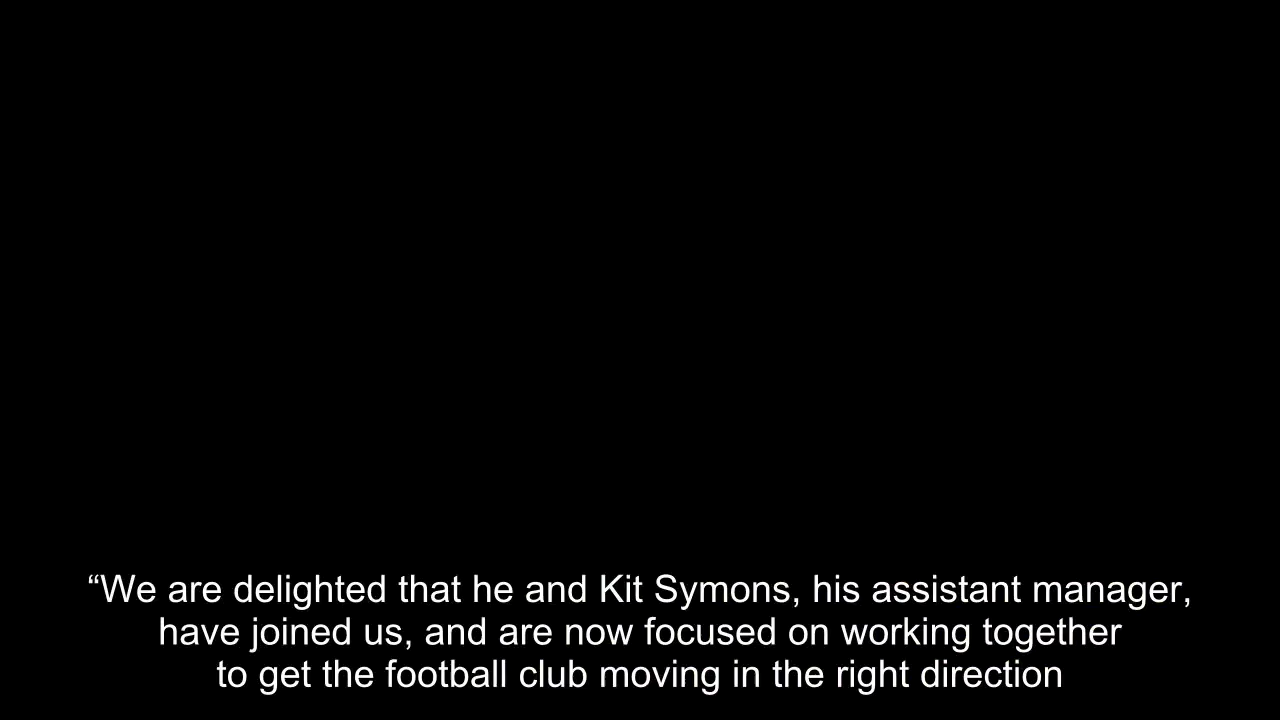 “We are delighted that he and Kit Symons, his assistant manager,
have joined us, and are now focused on working together
to get the football club moving in the right direction